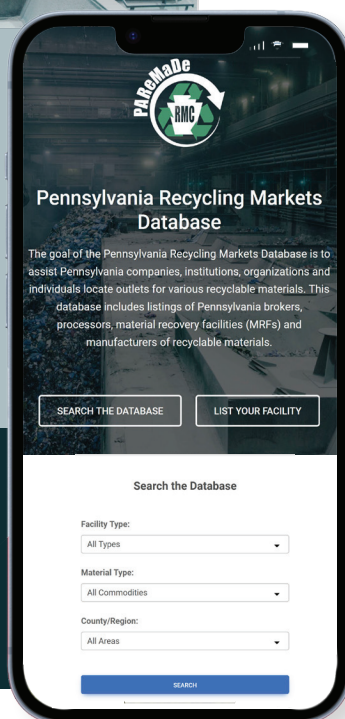 PAReMaDe
RMC
Pennsylvania Recycling Markets
Database
The goal of the Pennsylvania Recycling Markets Database is to
assist Pennsylvania companies, institutions, organizations and
individuals locate outlets for various recyclable materials. This
database includes listings of Pennsylvania brokers,
processors, material recovery facilities (MRFs) and
manufacturers of recyclable materials.
SEARCH THE DATABASE LIST YOUR FACILITY
Search the Database
Facility Type:
All Types
Material Type:
All Commodities
County/Region:
All Areas
SEARCH